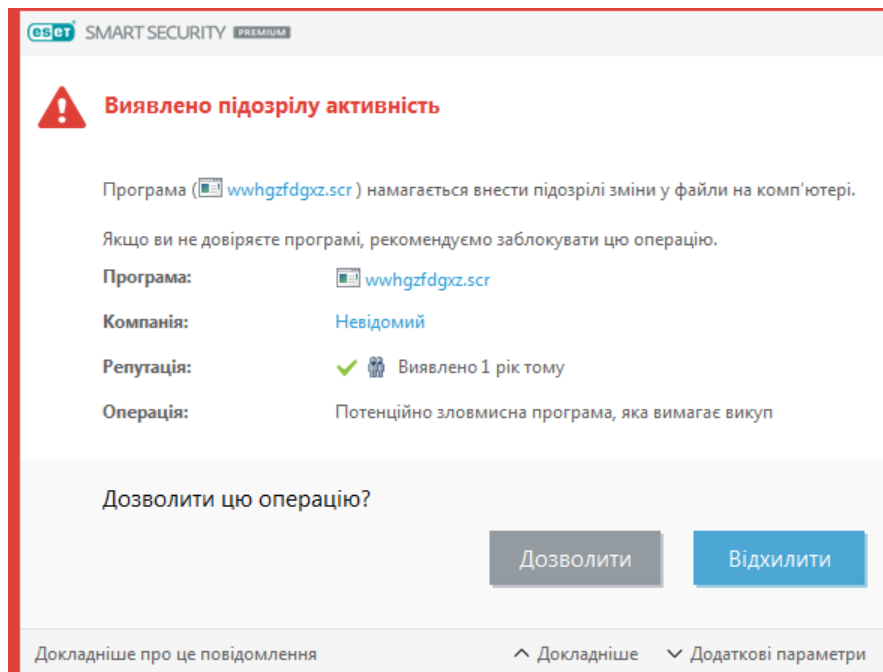 eset SMART SECURITY PREMIUM
Виявлено підозрілу активність
Програма ( wwhgzfdgxz.scr ) намагається внести підозрілі зміни у файли на комп'ютері.
Якщо ви не довіряєте програмі, рекомендуємо заблокувати цю операцію.
Програма: wwhgzfdgxz.scr
Компанія: Невідомий
Репутація: Виявлено 1 рік тому
Операція: Потенційно зловмисна програма, яка вимагає викуп
Дозволити цю операцію?
Дозволити Відхилити
Докладніше про це повідомлення Докладніше Додаткові параметри